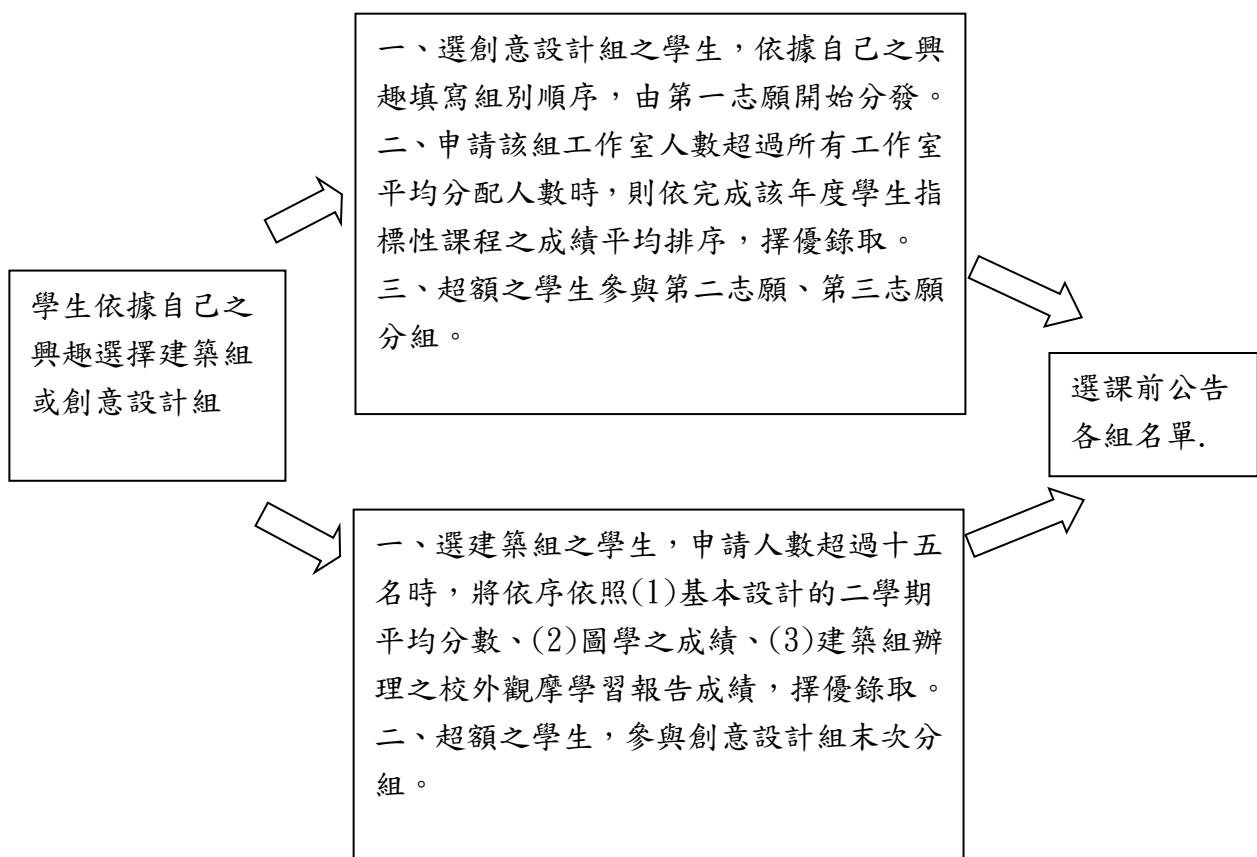 學生依據自己之
興趣選擇建築組
或創意設計組
一、選創意設計組之學生，依據自己之興
趣填寫組別順序，由第一志願開始分發。
二、申請該組工作室人數超過所有工作室
平均分配人數時，則依完成該年度學生指
標性課程之成績平均排序，擇優錄取。
三、超額之學生參與第二志願、第三志願
分組。
一、選建築組之學生，申請人數超過十五
名時，將依序依照(1)基本設計的二學期
平均分數、(2)圖學之成績、(3)建築組辦
理之校外觀摩學習報告成績，擇優錄取。
二、超額之學生，參與創意設計組末次分
組。
選課前公告
各組名單.